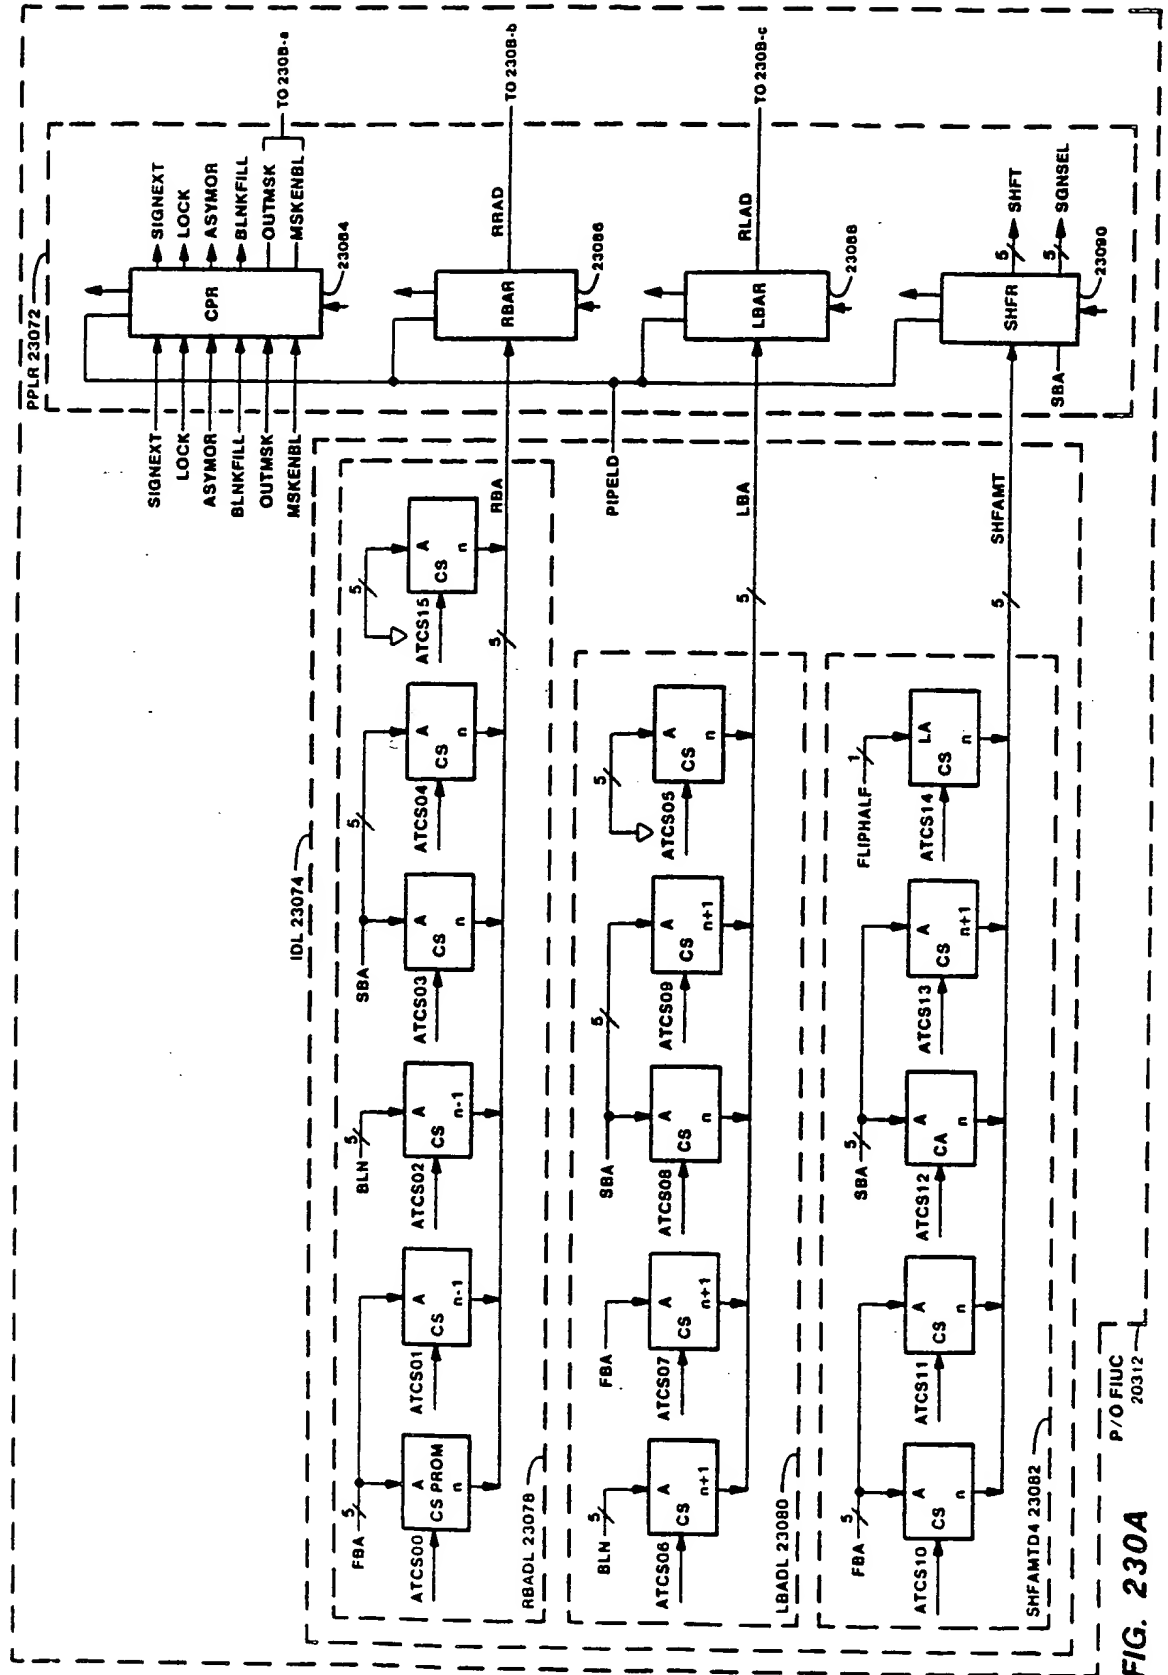 PPLR 23072
SIGNEXT
LOCK
ASYMOR
BLNKFILL
OUTMSK
MSKENBL
CPR
23084
SIGNEXT
LOCK
ASYMOR
BLNKFILL
OUTMSK
MSKENBL
TO 230B-a
RBAR
23086
RRAD
TO 230B-b
LBAR
23088
RLAD
TO 230B-c
SHFR
23090
SBA
5
SHFT
5
SGNSEL
PIPELD
IDL 23074
FBA
5
ATCS00
A
CS PROM
n
ATCS01
A
CS
n-1
BLN
5
ATCS02
A
CS
n-1
SBA
5
ATCS03
A
CS
n
ATCS04
A
CS
n
5
ATCS15
A
CS
n
5
RBA
RBADL 23078
BLN
5
ATCS06
A
CS
n+1
FBA
ATCS07
A
CS
n+1
SBA
5
ATCS08
A
CS
n
ATCS09
A
CS
n+1
5
ATCS05
A
CS
n
5
LBA
LBADL 23080
FBA
5
ATCS10
A
CS
n
ATCS11
A
CS
n
SBA
5
ATCS12
A
CA
n
ATCS13
A
CS
n+1
FLIPHALF
1
ATCS14
LA
CS
n
5
SHFAMT
SHFAMTD4 23082
P/O FIUC
20312
FIG. 230A